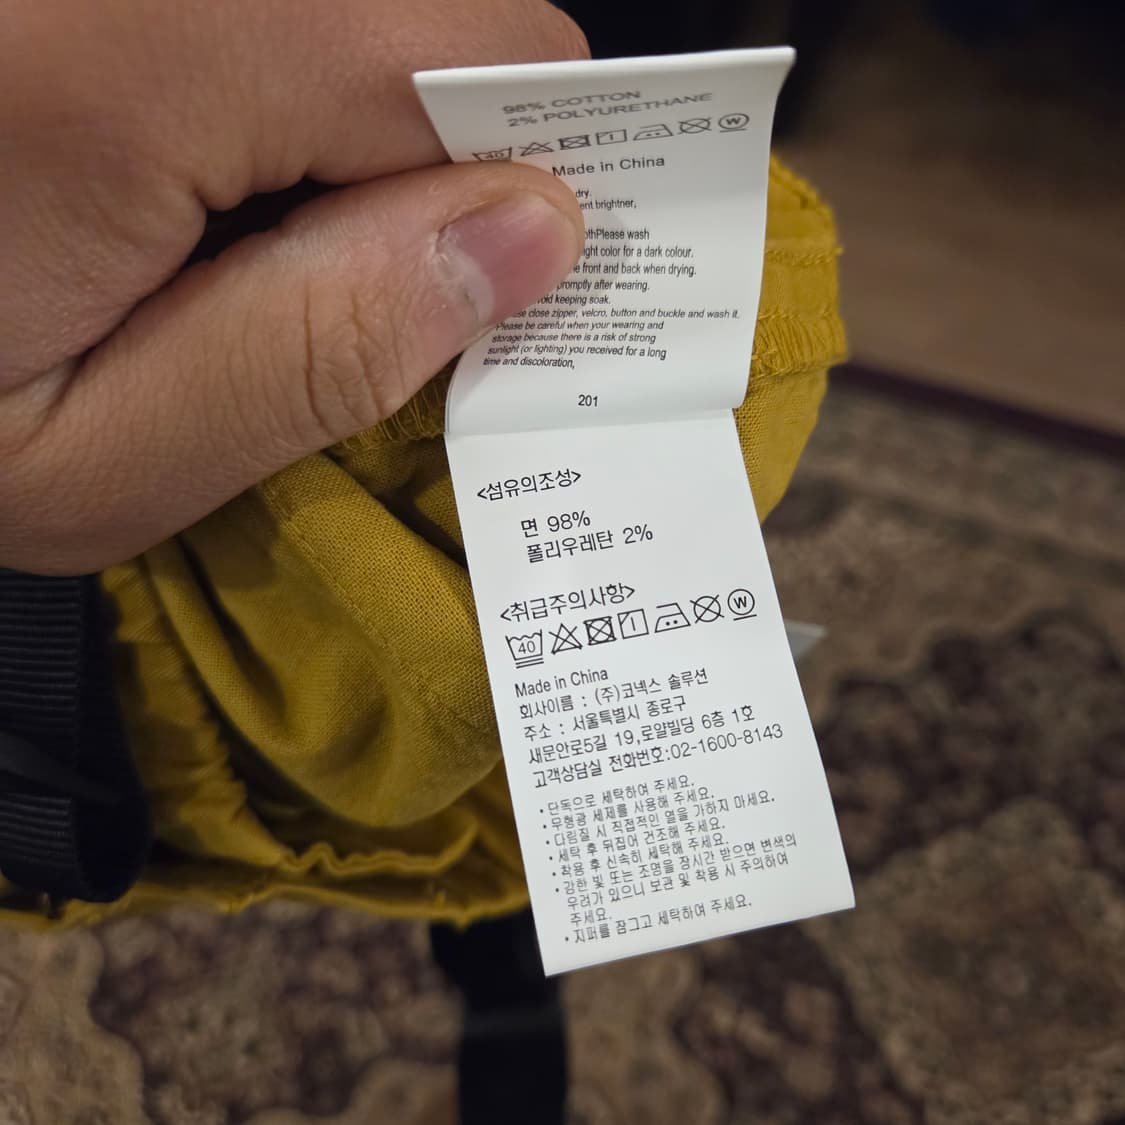 98% COTTON
2% POLYURETHANE
40 W
Made in China
dry.
brightner,
Please wash
color for a dark colour.
front and back when drying.
after wearing.
keeping soak.
close zipper, velcro, button and buckle and wash it,
Please be careful when your wearing and
storage because there is a risk of strong
sunlight (or lighting) you received for a long
time and discoloration,
201
<섬유의조성>
면 98%
폴리우레탄 2%
<취급주의사항>
40 W
Made in China
회사이름 : (주)코넥스 솔루션
주소 : 서울특별시 종로구
새문안로5길 19,로얄빌딩 6층 1호
고객상담실 전화번호:02-1600-8143
• 단독으로 세탁하여 주세요.
• 무형광 세제를 사용해 주세요.
• 다림질 시 직접적인 열을 가하지 마세요.
• 세탁 후 뒤집어 건조해 주세요.
• 착용 후 신속히 세탁해 주세요.
• 강한 빛 또는 조명을 장시간 받으면 변색의
우려가 있으니 보관 및 착용 시 주의하여
주세요.
• 지퍼를 잠그고 세탁하여 주세요.